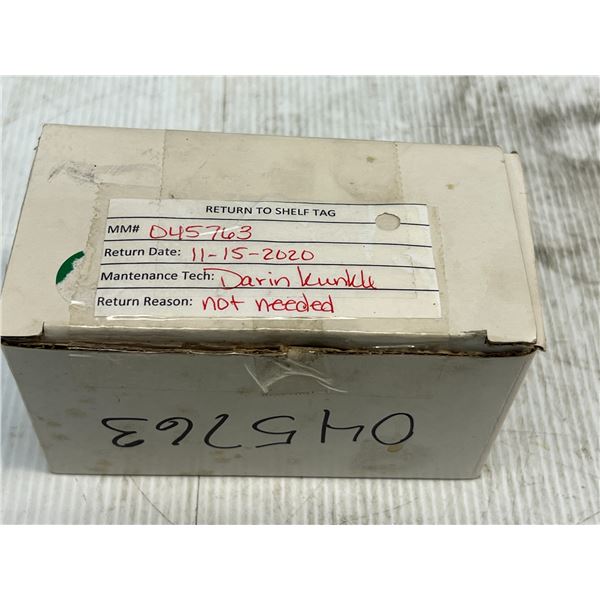 RETURN TO SHELF TAG
MM# 045763
Return Date: 11-15-2020
Mantenance Tech: Darin Kunkle
Return Reason: not needed
045763